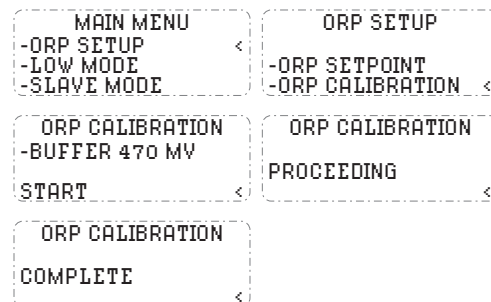 MAIN MENU
-ORP SETUP <
-LOW MODE
-SLAVE MODE
ORP SETUP
-ORP SETPOINT
-ORP CALIBRATION <
ORP CALIBRATION
-BUFFER 470 MV
START <
ORP CALIBRATION
PROCEEDING
<
ORP CALIBRATION
COMPLETE
<